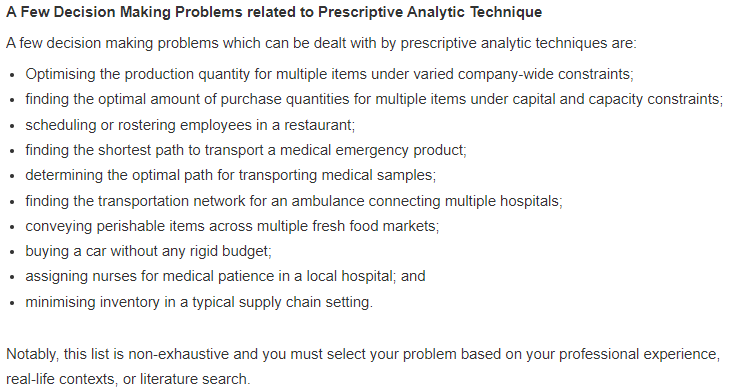 A Few Decision Making Problems related to Prescriptive Analytic Technique
A few decision making problems which can be dealt with by prescriptive analytic techniques are:
• Optimising the production quantity for multiple items under varied company-wide constraints;
• finding the optimal amount of purchase quantities for multiple items under capital and capacity constraints;
• scheduling or rostering employees in a restaurant;
• finding the shortest path to transport a medical emergency product;
• determining the optimal path for transporting medical samples;
• finding the transportation network for an ambulance connecting multiple hospitals;
• conveying perishable items across multiple fresh food markets;
• buying a car without any rigid budget;
• assigning nurses for medical patience in a local hospital; and
• minimising inventory in a typical supply chain setting.
Notably, this list is non-exhaustive and you must select your problem based on your professional experience,
real-life contexts, or literature search.